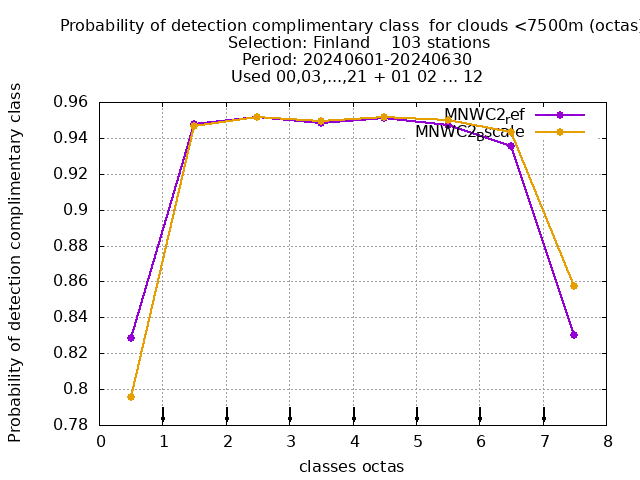 Probability of detection complimentary class  for clouds <7500m (octas)
Selection: Finland    103 stations
Period: 20240601-20240630
Used 00,03,...,21 + 01 02 ... 12
Probability of detection complimentary class
0.96
0.94
0.92
0.9
0.88
0.86
0.84
0.82
0.8
0.78
MNWC2ref
MNWC2sscale
0 1 2 3 4 5 6 7 8
classes octas